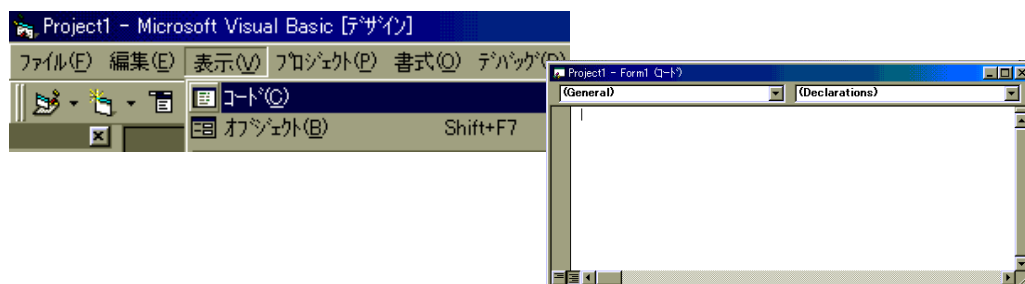 Project1 - Microsoft Visual Basic [ﾃﾞｻﾞｲﾝ]
ﾌｧｲﾙ(F) 編集(E) 表示(V) ﾌﾟﾛｼﾞｪｸﾄ(P) 書式(O) ﾃﾞﾊﾞｯｸﾞ(D)
ｺｰﾄﾞ(C)
ｵﾌﾞｼﾞｪｸﾄ(B) Shift+F7
Project1 - Form1 (ｺｰﾄﾞ)
(General) (Declarations)